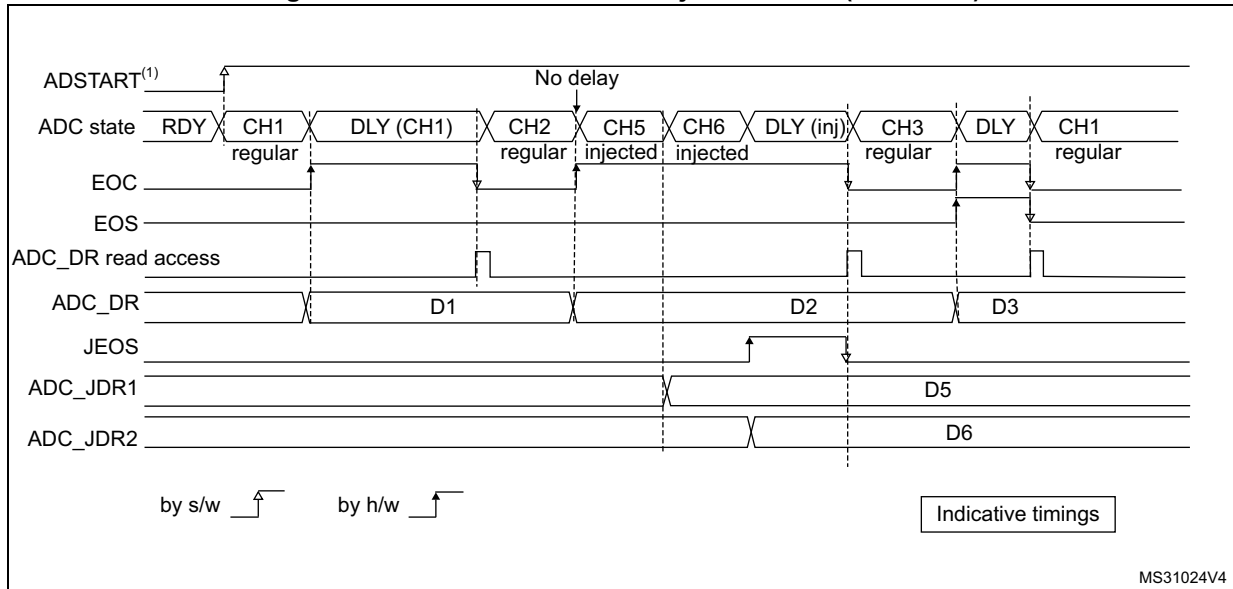 ADSTART(1)
No delay
ADC state RDY CH1 DLY (CH1) CH2 CH5 CH6 DLY (inj) CH3 DLY CH1
regular regular injected injected regular regular
EOC
EOS
ADC_DR read access
ADC_DR D1 D2 D3
JEOS
ADC_JDR1 D5
ADC_JDR2 D6
by s/w by h/w Indicative timings
MS31024V4